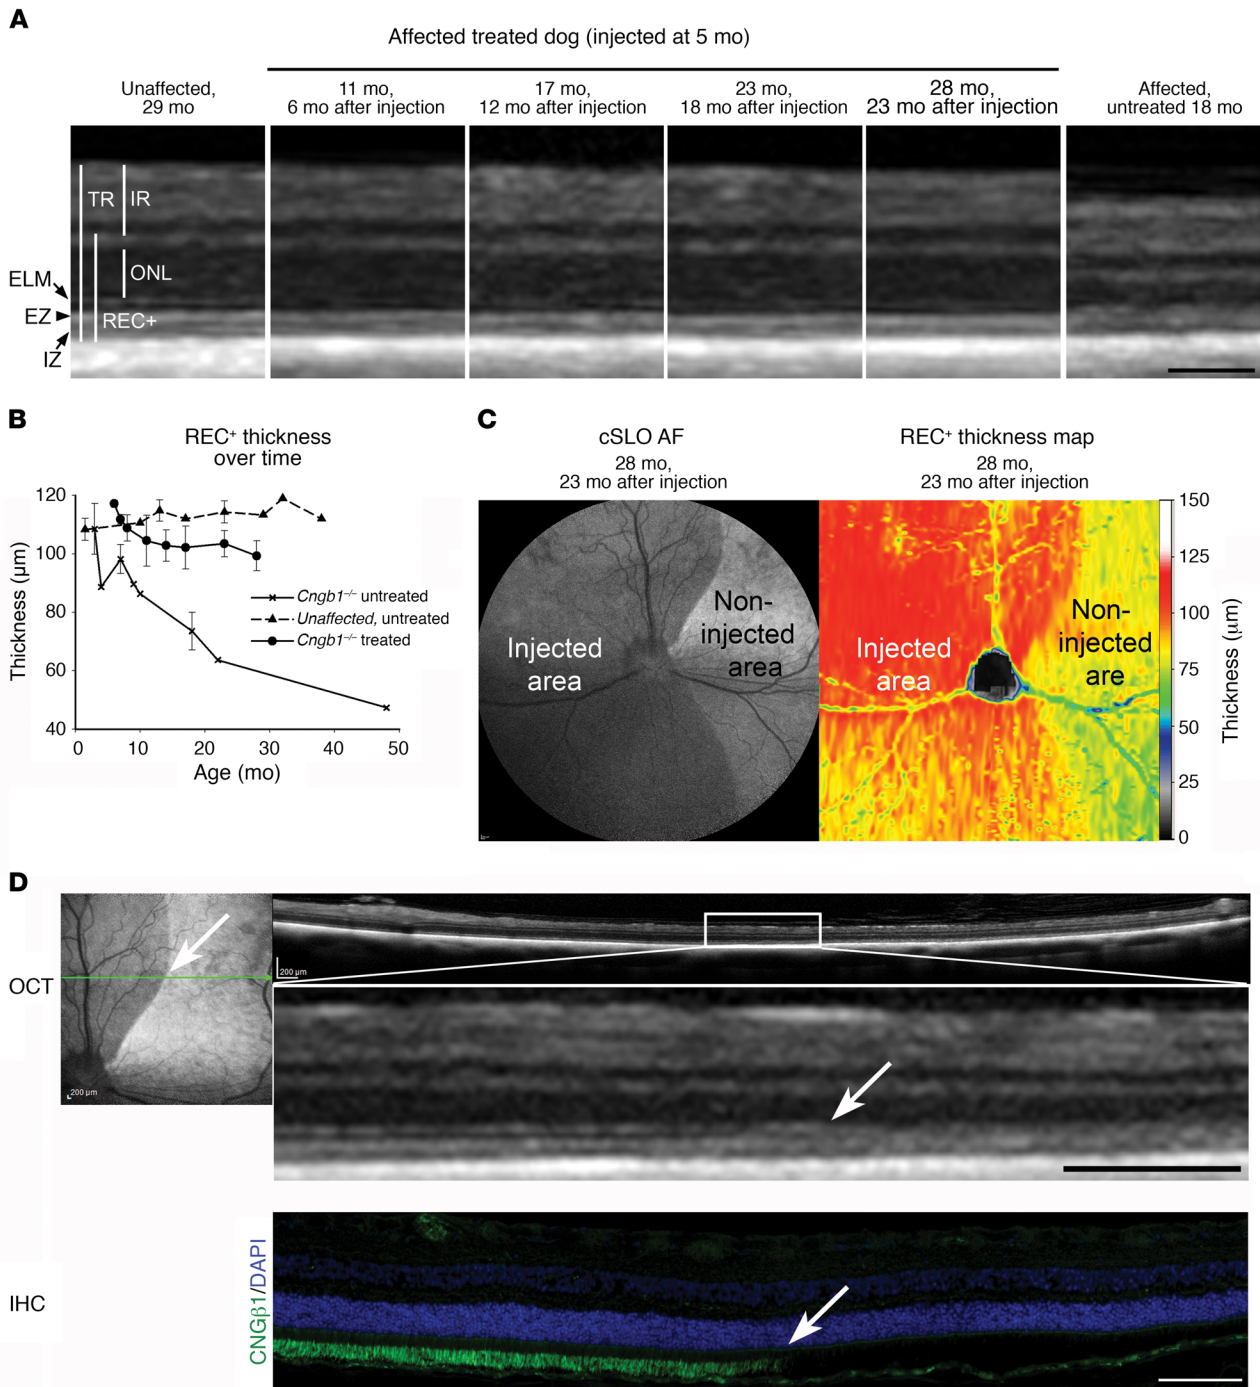 A
Affected treated dog (injected at 5 mo)
Unaffected,
29 mo
11 mo,
6 mo after injection
17 mo,
12 mo after injection
23 mo,
18 mo after injection
28 mo,
23 mo after injection
Affected,
untreated 18 mo
TR
IR
ONL
REC+
ELM
EZ
IZ
B
REC+ thickness
over time
Thickness (µm)
120
100
80
60
40
0
10
20
30
40
50
Age (mo)
Cngb1–/– untreated
Unaffected, untreated
Cngb1–/– treated
C
cSLO AF
28 mo,
23 mo after injection
Injected
area
Non-
injected
area
REC+ thickness map
28 mo,
23 mo after injection
Injected
area
Non-
injected
are
150
125
100
75
50
25
0
Thickness (µm)
D
OCT
200 µm
200 µm
IHC
CNGβ1/DAPI